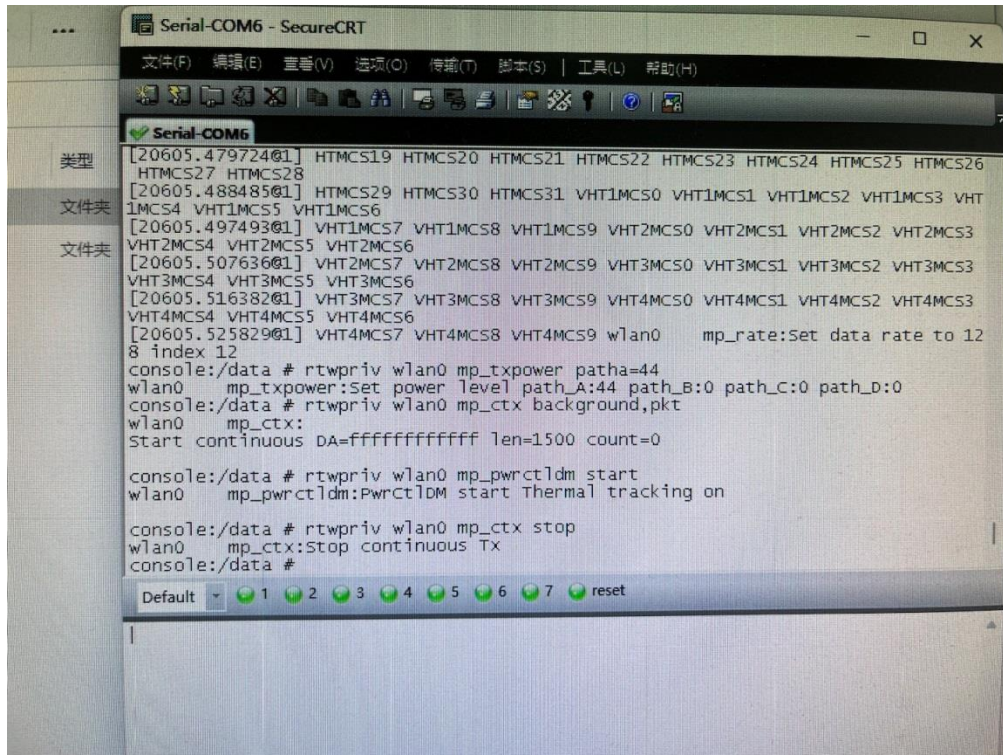 Serial-COM6 - SecureCRT
文件(F) 编辑(E) 查看(V) 选项(O) 传输(T) 脚本(S) | 工具(L) 帮助(H)
Serial-COM6
类型
文件夹
文件夹
[20605.479724@1] HTMCS19 HTMCS20 HTMCS21 HTMCS22 HTMCS23 HTMCS24 HTMCS25 HTMCS26
HTMCS27 HTMCS28
[20605.488485@1] HTMCS29 HTMCS30 HTMCS31 VHT1MCS0 VHT1MCS1 VHT1MCS2 VHT1MCS3 VHT
1MCS4 VHT1MCS5 VHT1MCS6
[20605.497493@1] VHT1MCS7 VHT1MCS8 VHT1MCS9 VHT2MCS0 VHT2MCS1 VHT2MCS2 VHT2MCS3
VHT2MCS4 VHT2MCS5 VHT2MCS6
[20605.507636@1] VHT2MCS7 VHT2MCS8 VHT2MCS9 VHT3MCS0 VHT3MCS1 VHT3MCS2 VHT3MCS3
VHT3MCS4 VHT3MCS5 VHT3MCS6
[20605.516382@1] VHT3MCS7 VHT3MCS8 VHT3MCS9 VHT4MCS0 VHT4MCS1 VHT4MCS2 VHT4MCS3
VHT4MCS4 VHT4MCS5 VHT4MCS6
[20605.525829@1] VHT4MCS7 VHT4MCS8 VHT4MCS9 wlan0 mp_rate:Set data rate to 12
8 index 12
console:/data # rtwpriv wlan0 mp_txpower patha=44
wlan0 mp_txpower:Set power level path_A:44 path_B:0 path_C:0 path_D:0
console:/data # rtwpriv wlan0 mp_ctx background,pkt
wlan0 mp_ctx:
Start continuous DA=ffffffffffff len=1500 count=0
console:/data # rtwpriv wlan0 mp_pwrctldm start
wlan0 mp_pwrctldm:PwrCtlDM start Thermal tracking on
console:/data # rtwpriv wlan0 mp_ctx stop
wlan0 mp_ctx:Stop continuous Tx
console:/data #
Default 1 2 3 4 5 6 7 reset